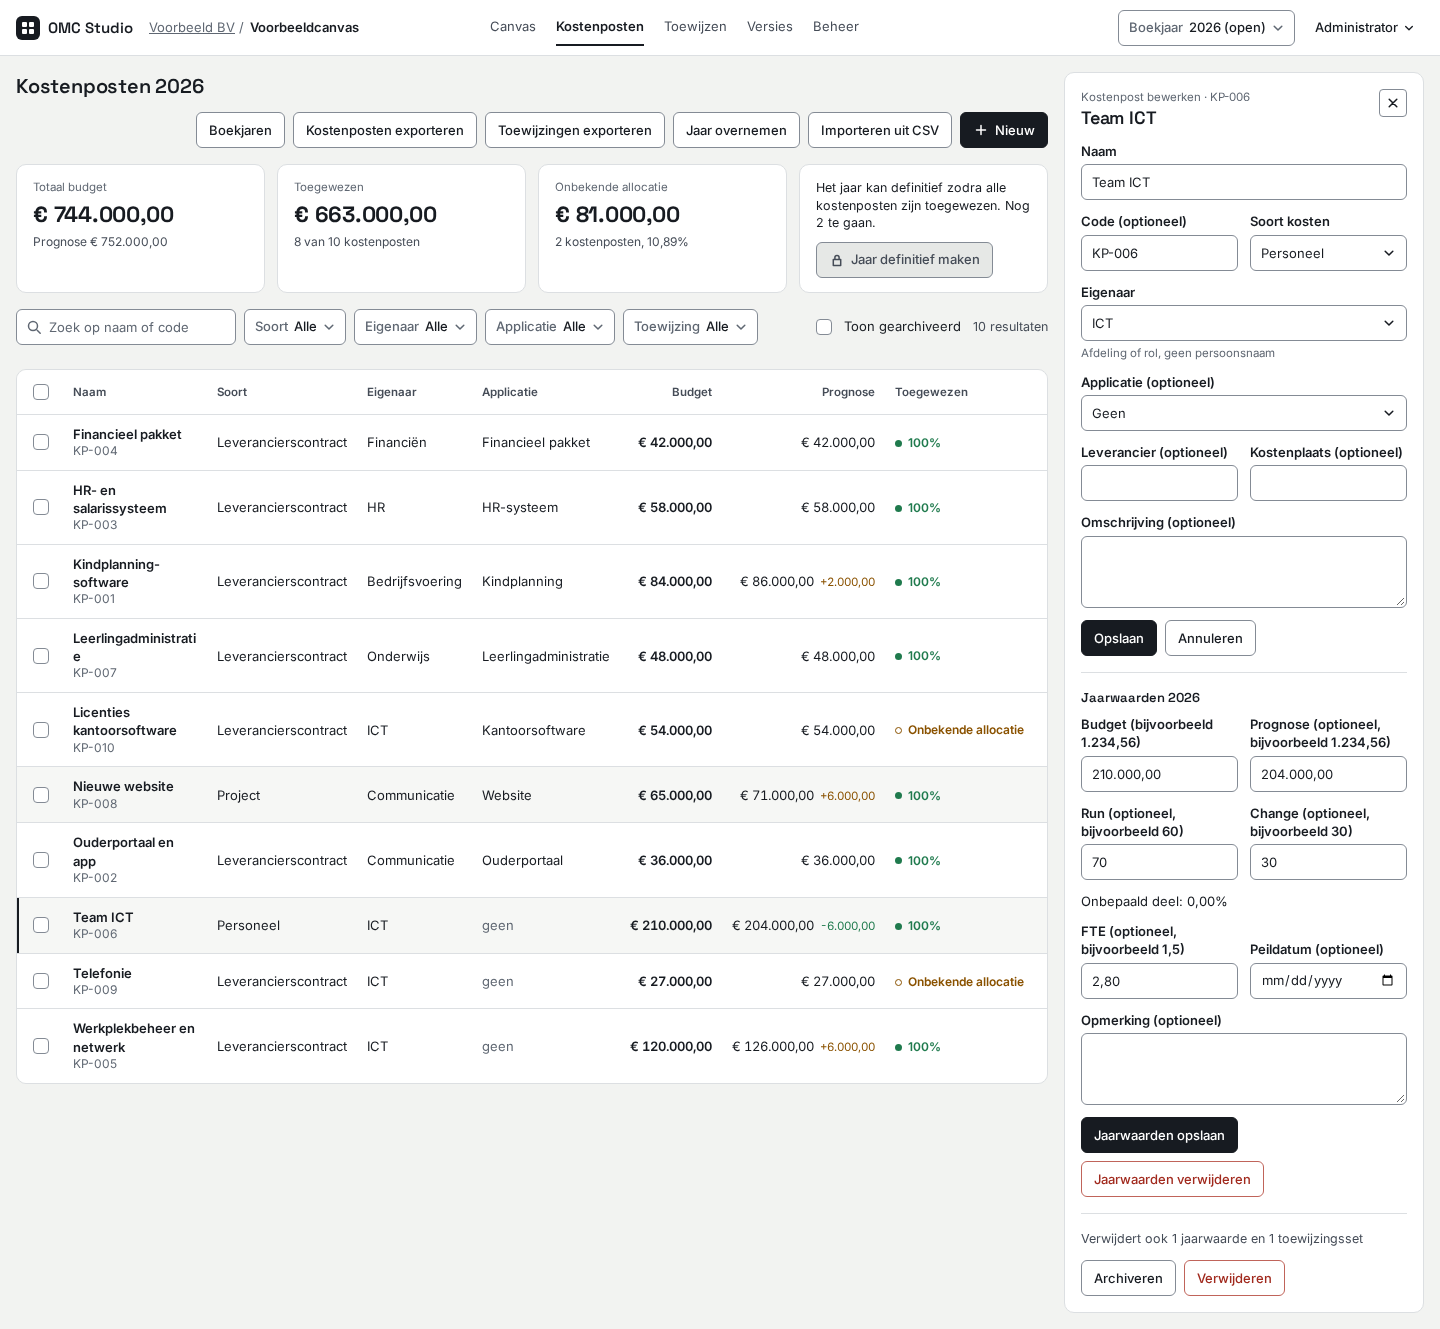 OMC Studio
Voorbeeld BV / Voorbeeldcanvas
Canvas
Kostenposten
Toewijzen
Versies
Beheer
Boekjaar 2026 (open)
Administrator
Kostenposten 2026
Boekjaren
Kostenposten exporteren
Toewijzingen exporteren
Jaar overnemen
Importeren uit CSV
Nieuw
Totaal budget
€ 744.000,00
Prognose € 752.000,00
Toegewezen
€ 663.000,00
8 van 10 kostenposten
Onbekende allocatie
€ 81.000,00
2 kostenposten, 10,89%
Het jaar kan definitief zodra alle
kostenposten zijn toegewezen. Nog
2 te gaan.
Jaar definitief maken
Zoek op naam of code
Soort Alle
Eigenaar Alle
Applicatie Alle
Toewijzing Alle
Toon gearchiveerd
10 resultaten
Naam Soort Eigenaar Applicatie Budget Prognose Toegewezen
Financieel pakket
KP-004
Leverancierscontract Financiën Financieel pakket € 42.000,00 € 42.000,00 100%
HR- en
salarissysteem
KP-003
Leverancierscontract HR HR-systeem € 58.000,00 € 58.000,00 100%
Kindplanning-
software
KP-001
Leverancierscontract Bedrijfsvoering Kindplanning € 84.000,00 € 86.000,00 +2.000,00 100%
Leerlingadministrati
e
KP-007
Leverancierscontract Onderwijs Leerlingadministratie € 48.000,00 € 48.000,00 100%
Licenties
kantoorsoftware
KP-010
Leverancierscontract ICT Kantoorsoftware € 54.000,00 € 54.000,00 Onbekende allocatie
Nieuwe website
KP-008
Project Communicatie Website € 65.000,00 € 71.000,00 +6.000,00 100%
Ouderportaal en
app
KP-002
Leverancierscontract Communicatie Ouderportaal € 36.000,00 € 36.000,00 100%
Team ICT
KP-006
Personeel ICT geen € 210.000,00 € 204.000,00 -6.000,00 100%
Telefonie
KP-009
Leverancierscontract ICT geen € 27.000,00 € 27.000,00 Onbekende allocatie
Werkplekbeheer en
netwerk
KP-005
Leverancierscontract ICT geen € 120.000,00 € 126.000,00 +6.000,00 100%
Kostenpost bewerken · KP-006
Team ICT
Naam
Team ICT
Code (optioneel) Soort kosten
KP-006 Personeel
Eigenaar
ICT
Afdeling of rol, geen persoonsnaam
Applicatie (optioneel)
Geen
Leverancier (optioneel) Kostenplaats (optioneel)
Omschrijving (optioneel)
Opslaan Annuleren
Jaarwaarden 2026
Budget (bijvoorbeeld
1.234,56)
Prognose (optioneel,
bijvoorbeeld 1.234,56)
210.000,00 204.000,00
Run (optioneel,
bijvoorbeeld 60)
Change (optioneel,
bijvoorbeeld 30)
70 30
Onbepaald deel: 0,00%
FTE (optioneel,
bijvoorbeeld 1,5)
Peildatum (optioneel)
2,80 mm/dd/yyyy
Opmerking (optioneel)
Jaarwaarden opslaan
Jaarwaarden verwijderen
Verwijdert ook 1 jaarwaarde en 1 toewijzingsset
Archiveren Verwijderen